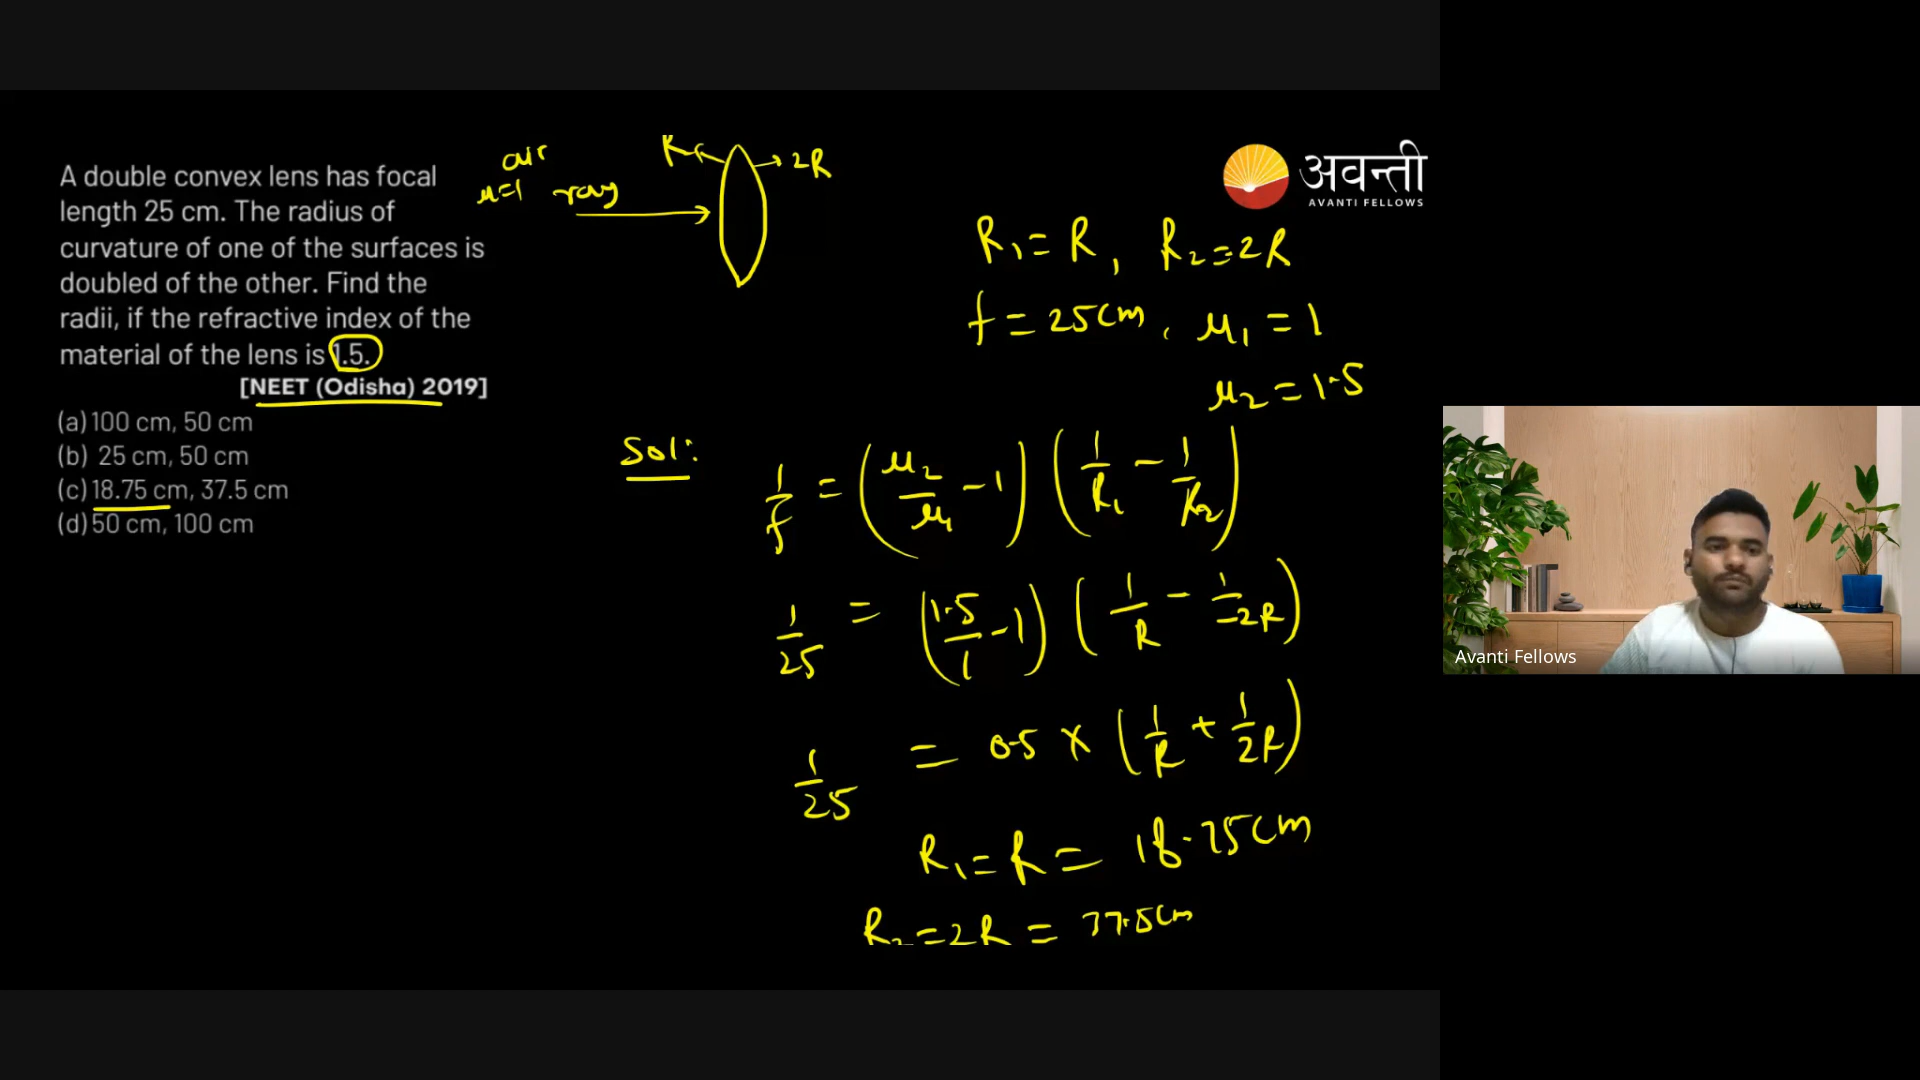 A double convex lens has focal
length 25 cm. The radius of
curvature of one of the surfaces is
doubled of the other. Find the
radii, if the refractive index of the
material of the lens is 1.5.
[NEET (Odisha) 2019]
(a) 100 cm, 50 cm
(b) 25 cm, 50 cm
(c) 18.75 cm, 37.5 cm
(d) 50 cm, 100 cm
air
μ=1 ray
R 2R
अवन्ती
AVANTI FELLOWS
R₁ = R, R₂ = 2R
f = 25cm, μ₁ = 1
μ₂ = 1.5
Sol:
1/f = (μ₂/μ₁ - 1) (1/R₁ - 1/R₂)
1/25 = (1.5/1 - 1) (1/R - 1/-2R)
1/25 = 0.5 × (1/R + 1/2R)
R₁ = R = 18.75cm
R₂ = 2R = 37.5cm
Avanti Fellows